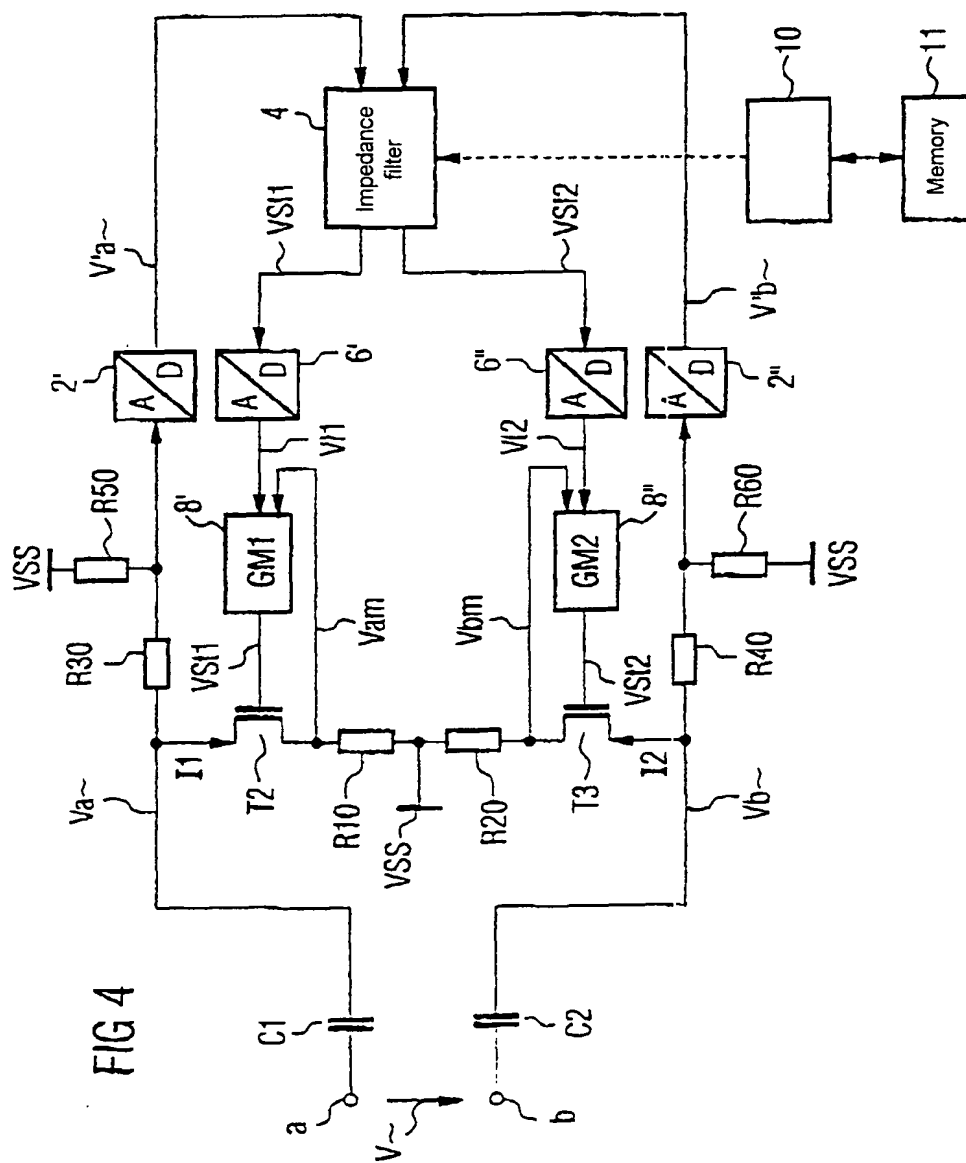 FIG 4
a
V~
b
C1
C2
Va~
Vb~
I1
T2
R10
VSS
R20
T3
I2
R30
R40
VSS
R50
R60
VSS
VSt1
Vam
Vbm
VSt2
8'
GM1
GM2
8"
VI1
VI2
2'
A
D
A
D
6'
6"
A
D
A
D
2"
V'a~
V'b~
VSt1
VSt2
4
Impedance
filter
10
11
Memory